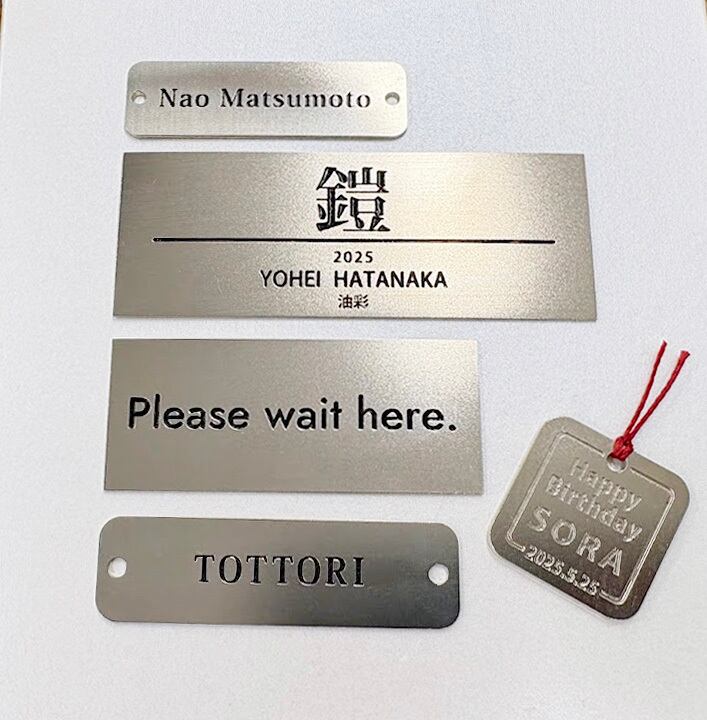 Nao Matsumoto
鎧
2025
YOHEI HATANAKA
油彩
Please wait here.
TOTTORI
Happy
Birthday
SORA
2025.5.25